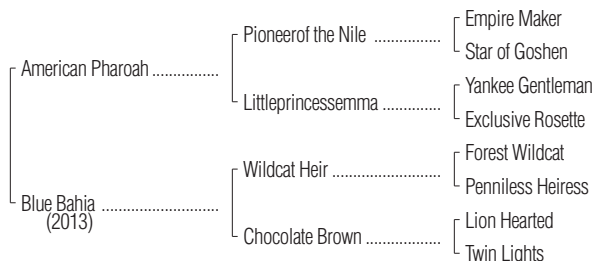 Empire Maker
Pioneerof the Nile ................
Star of Goshen
American Pharoah ................
Yankee Gentleman
Littleprincessemma ..............
Exclusive Rosette
Forest Wildcat
Wildcat Heir ..........................
Penniless Heiress
Blue Bahia ............................
(2013)
Lion Hearted
Chocolate Brown ..................
Twin Lights